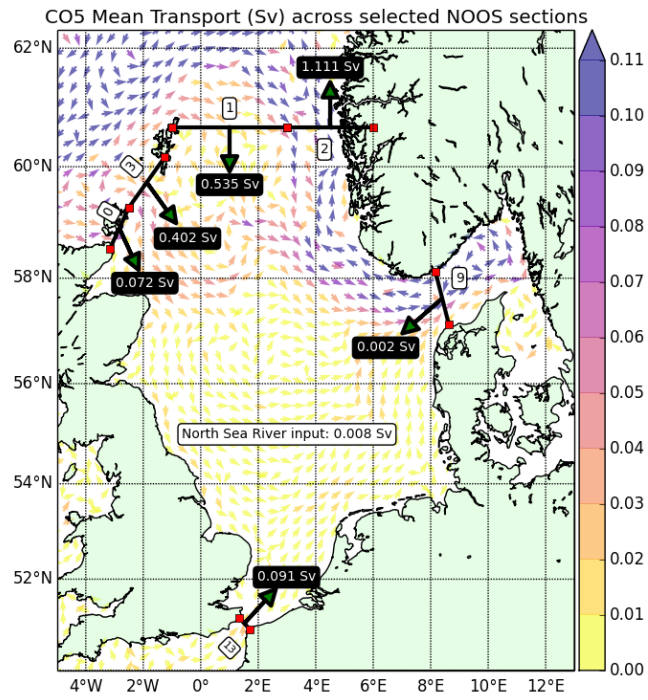 CO5 Mean Transport (Sv) across selected NOOS sections
62°N
60°N
58°N
56°N
54°N
52°N
1.111 Sv
1
2
3
0.535 Sv
0
0.402 Sv
0.072 Sv
9
0.002 Sv
North Sea River input: 0.008 Sv
0.091 Sv
13
4°W
2°W
0°
2°E
4°E
6°E
8°E
10°E
12°E
0.11
0.10
0.09
0.08
0.07
0.06
0.05
0.04
0.03
0.02
0.01
0.00